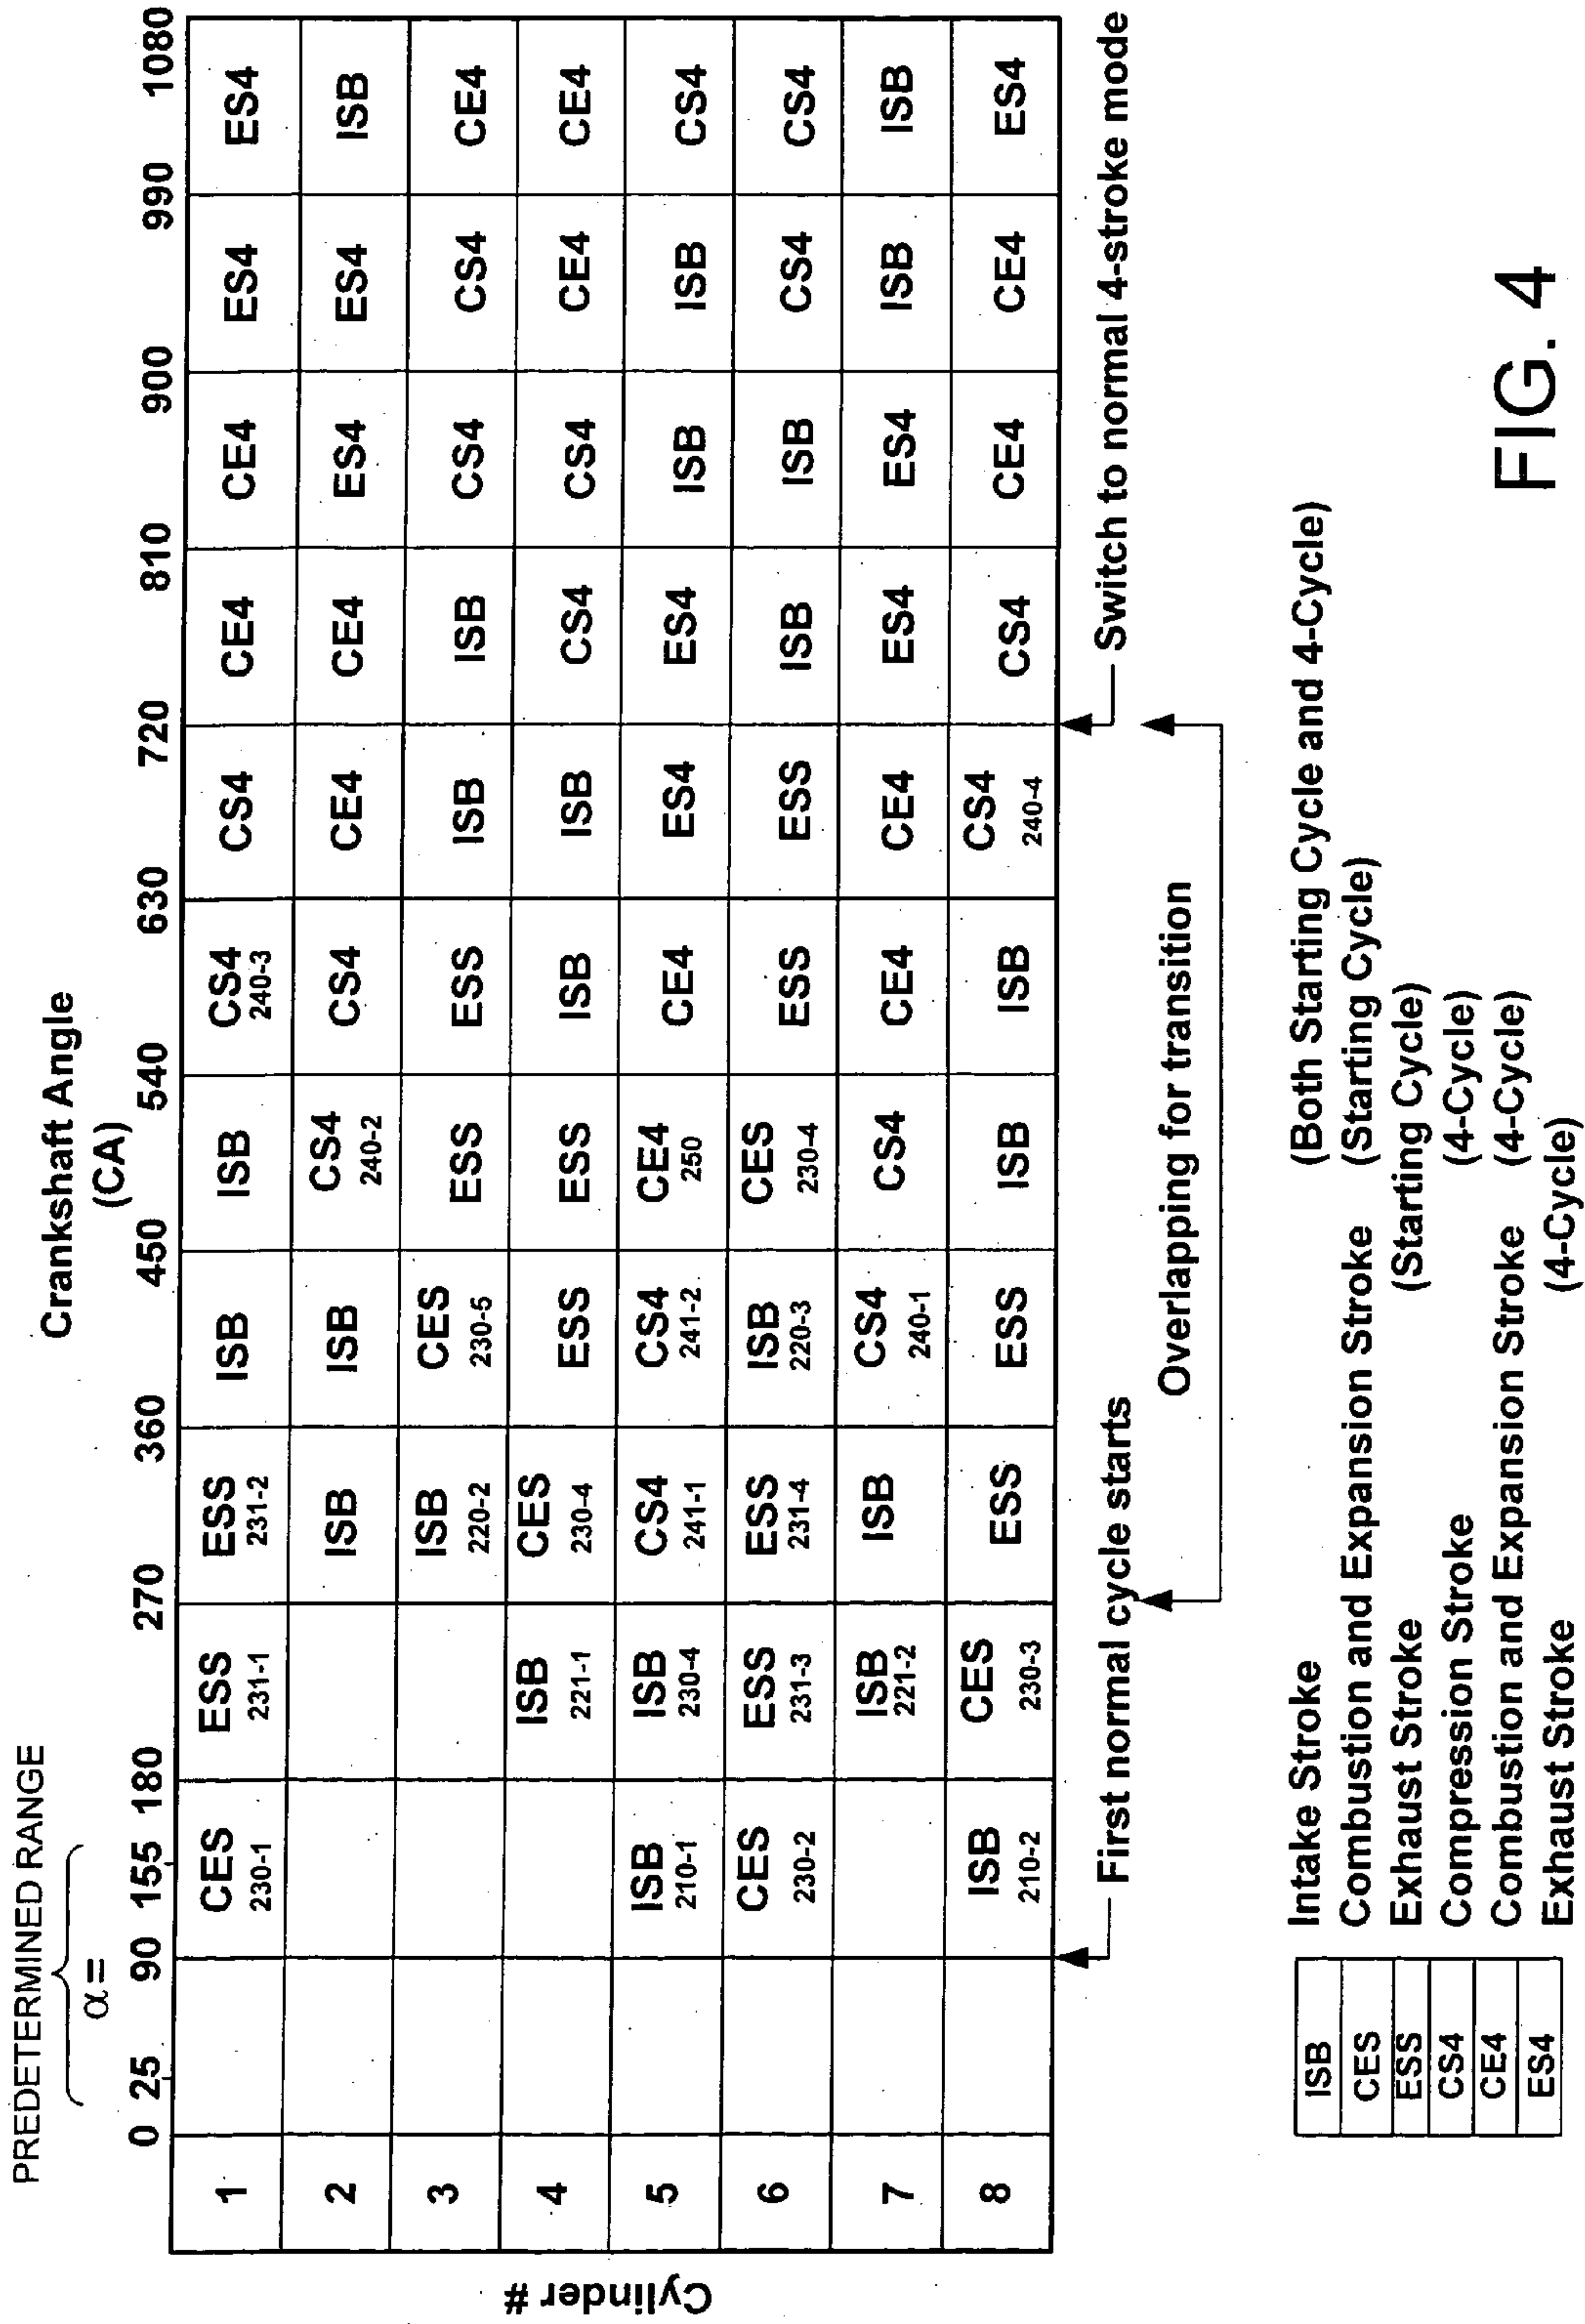 PREDETERMINED RANGE
α =
Crankshaft Angle
(CA)
0 25 90 155 180 270 360 450 540 630 720 810 900 990 1080
Cylinder #
1 CES ESS ESS ISB ISB CS4 CS4 CE4 CE4 ES4 ES4
230-1 231-1 231-2 240-3
2 ISB ISB CS4 CS4 CE4 CE4 ES4 ES4 ISB
240-2
3 ISB CES ESS ESS ISB ISB CS4 CS4 CE4
220-2 230-5
4 ISB CES ESS ESS ISB ISB CS4 CS4 CE4 CE4
221-1 230-4
5 ISB ISB CS4 CS4 CE4 CE4 ES4 ES4 ISB ISB CS4
210-1 230-4 241-1 241-2 250
6 CES ESS ESS ISB CES ESS ESS ISB ISB CS4 CS4
230-2 231-3 231-4 220-3 230-4
7 ISB ISB CS4 CS4 CE4 CE4 ES4 ES4 ISB ISB
221-2 240-1
8 ISB CES ESS ESS ISB ISB CS4 CS4 CE4 CE4 ES4
210-2 230-3 240-4
First normal cycle starts
Switch to normal 4-stroke mode
Overlapping for transition
ISB Intake Stroke (Both Starting Cycle and 4-Cycle)
CES Combustion and Expansion Stroke (Starting Cycle)
ESS Exhaust Stroke (Starting Cycle)
CS4 Compression Stroke (4-Cycle)
CE4 Combustion and Expansion Stroke (4-Cycle)
ES4 Exhaust Stroke (4-Cycle)
FIG. 4